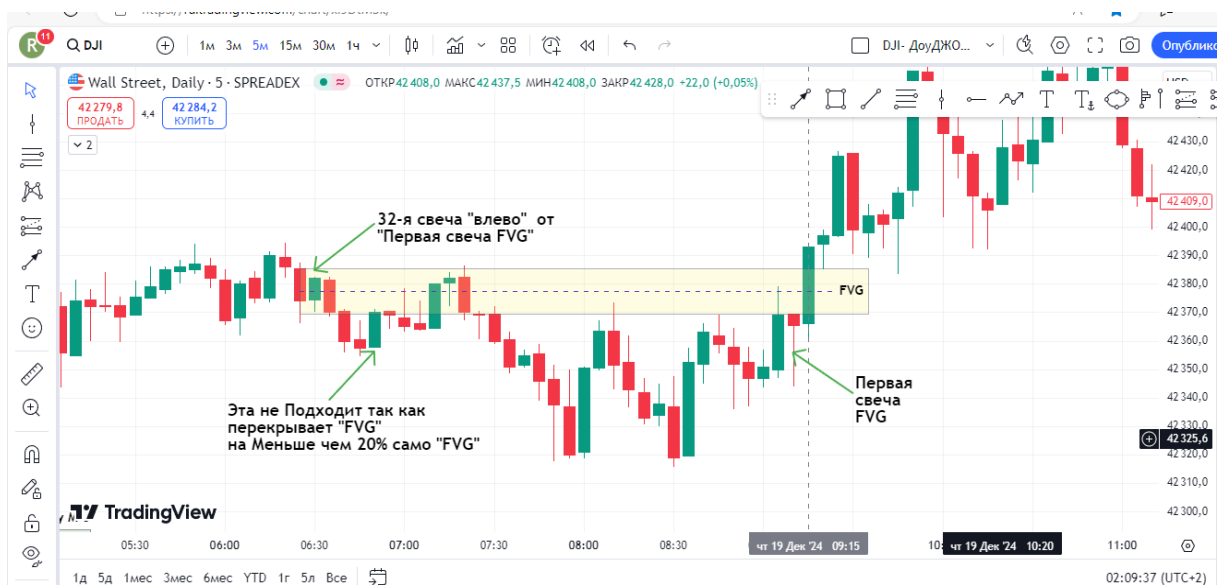 R 11
DJI
1м 3м 5м 15м 30м 1ч
DJI- ДоуДЖО...
Опублико
Wall Street, Daily · 5 · SPREADEX
ОТКР42 408,0 МАКС42 437,5 МИН42 408,0 ЗАКР42 428,0 +22,0 (+0,05%)
42 279,8
ПРОДАТЬ
4,4
42 284,2
КУПИТЬ
2
42 430,0
42 420,0
42 409,0
42 400,0
42 390,0
42 380,0
42 370,0
42 360,0
42 350,0
42 340,0
42 330,0
42 325,6
42 320,0
42 310,0
42 300,0
32-я свеча "влево" от
"Первая свеча FVG"
FVG
Эта не Подходит так как
перекрывает "FVG"
на Меньше чем 20% само "FVG"
Первая
свеча
FVG
TradingView
05:30 06:00 06:30 07:00 07:30 08:00 08:30 чт 19 Дек '24 09:15 10: чт 19 Дек '24 10:20 11:00
1д 5д 1мес 3мес 6мес YTD 1г 5л Все
02:09:37 (UTC+2)